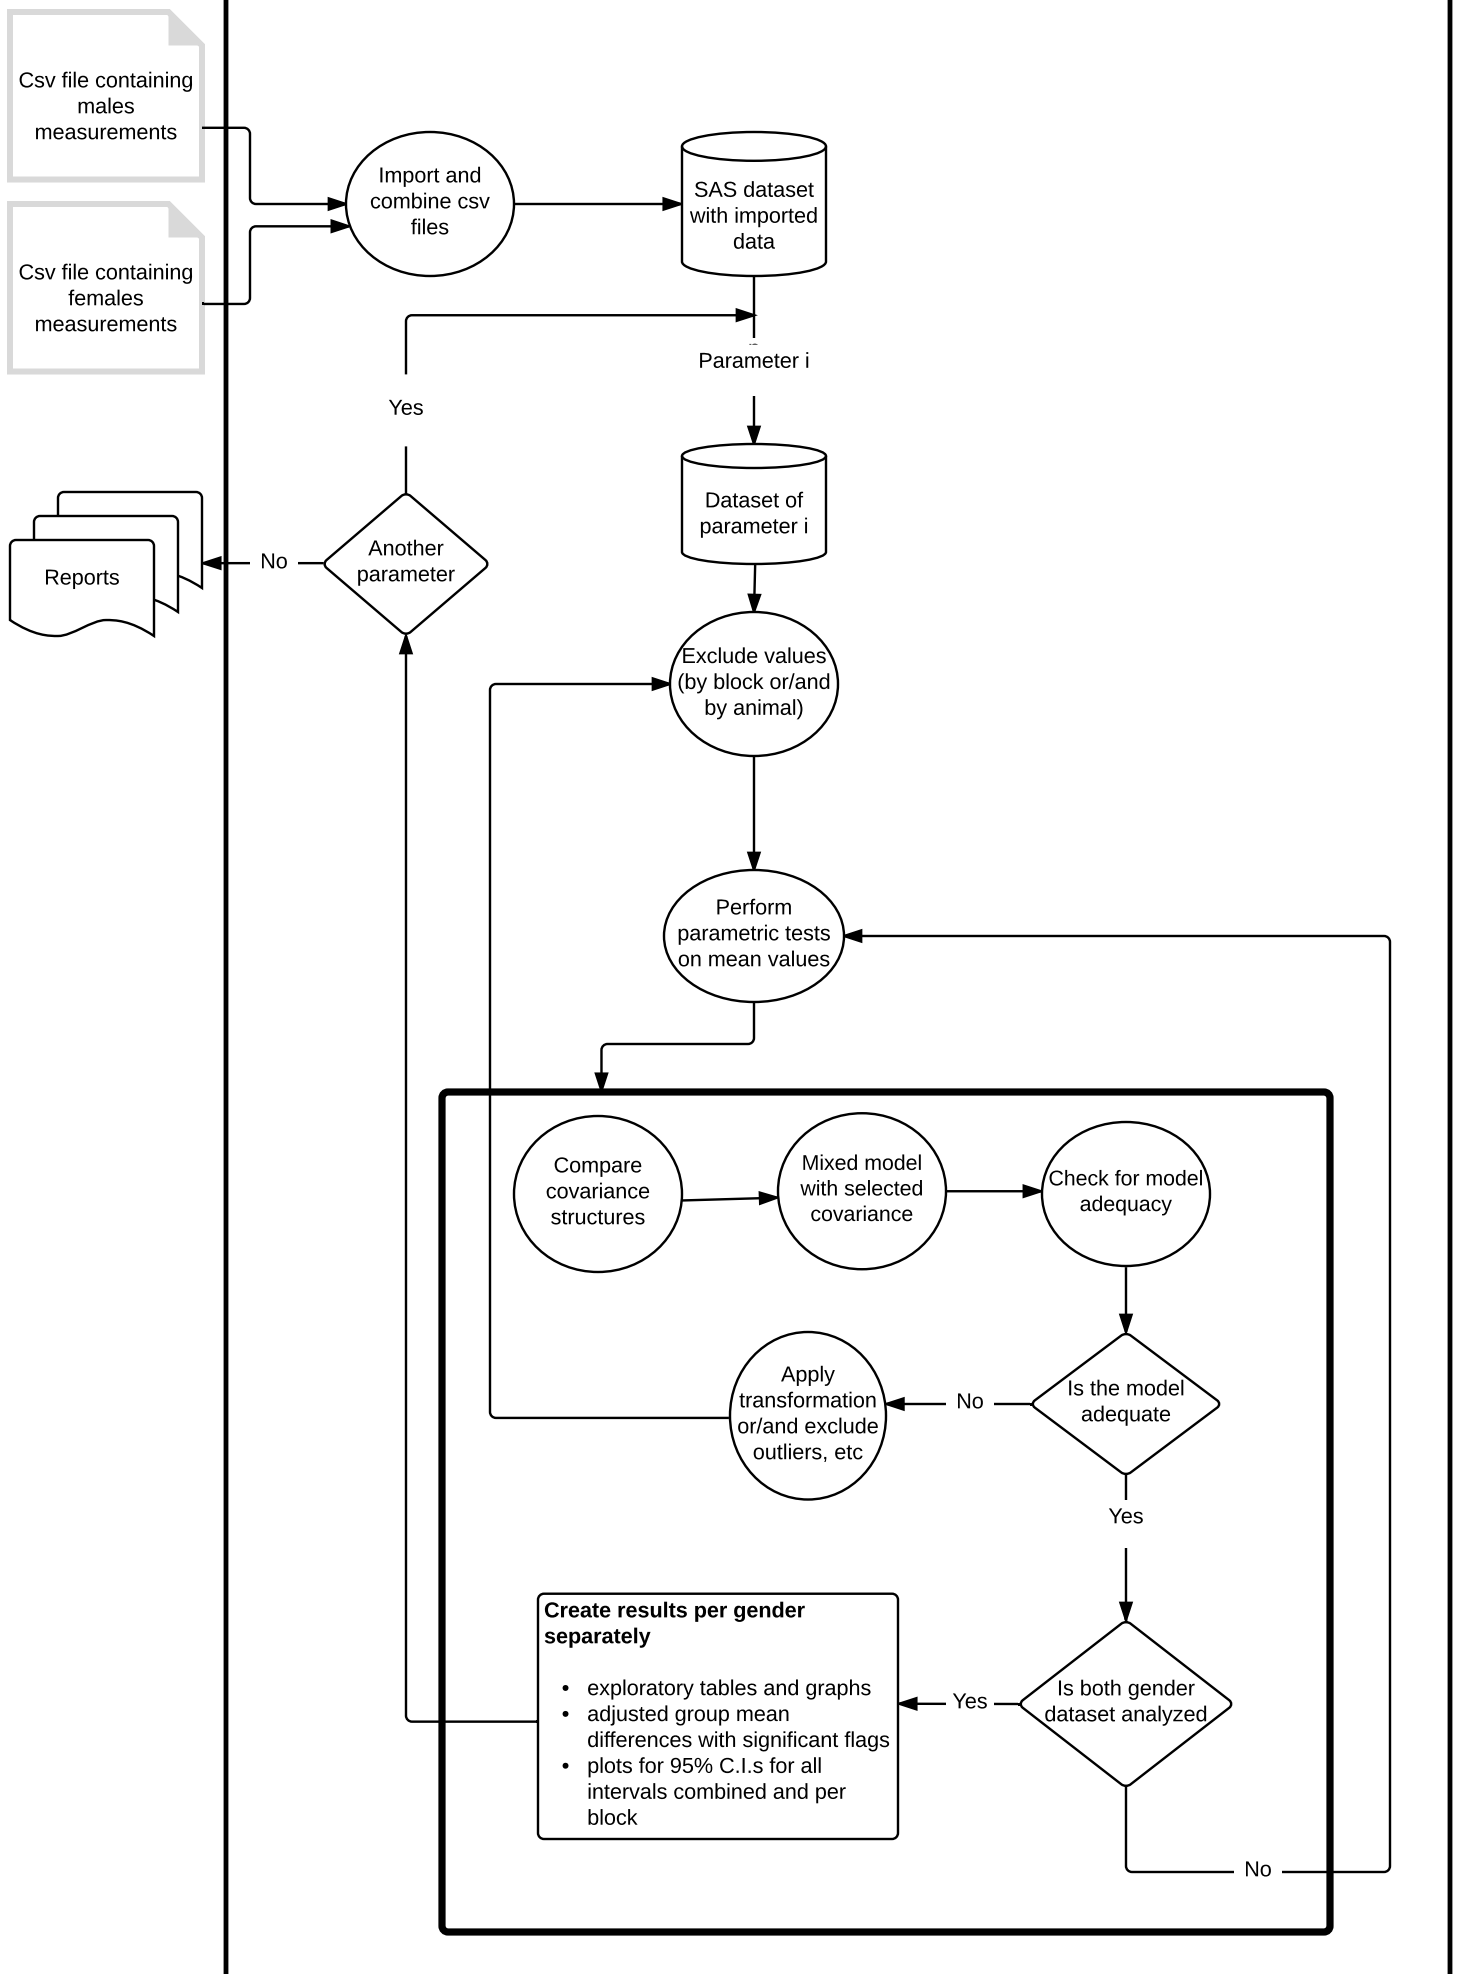 Csv file containing
males
measurements
Csv file containing
females
measurements
Import and
combine csv
files
SAS dataset
with imported
data
Parameter i
Yes
Dataset of
parameter i
Another
parameter
No
Reports
Exclude values
(by block or/and
by animal)
Perform
parametric tests
on mean values
Compare
covariance
structures
Mixed model
with selected
covariance
Check for model
adequacy
Is the model
adequate
No
Apply
transformation
or/and exclude
outliers, etc
Yes
Is both gender
dataset analyzed
Yes
Create results per gender
separately
• exploratory tables and graphs
• adjusted group mean
differences with significant flags
• plots for 95% C.I.s for all
intervals combined and per
block
No